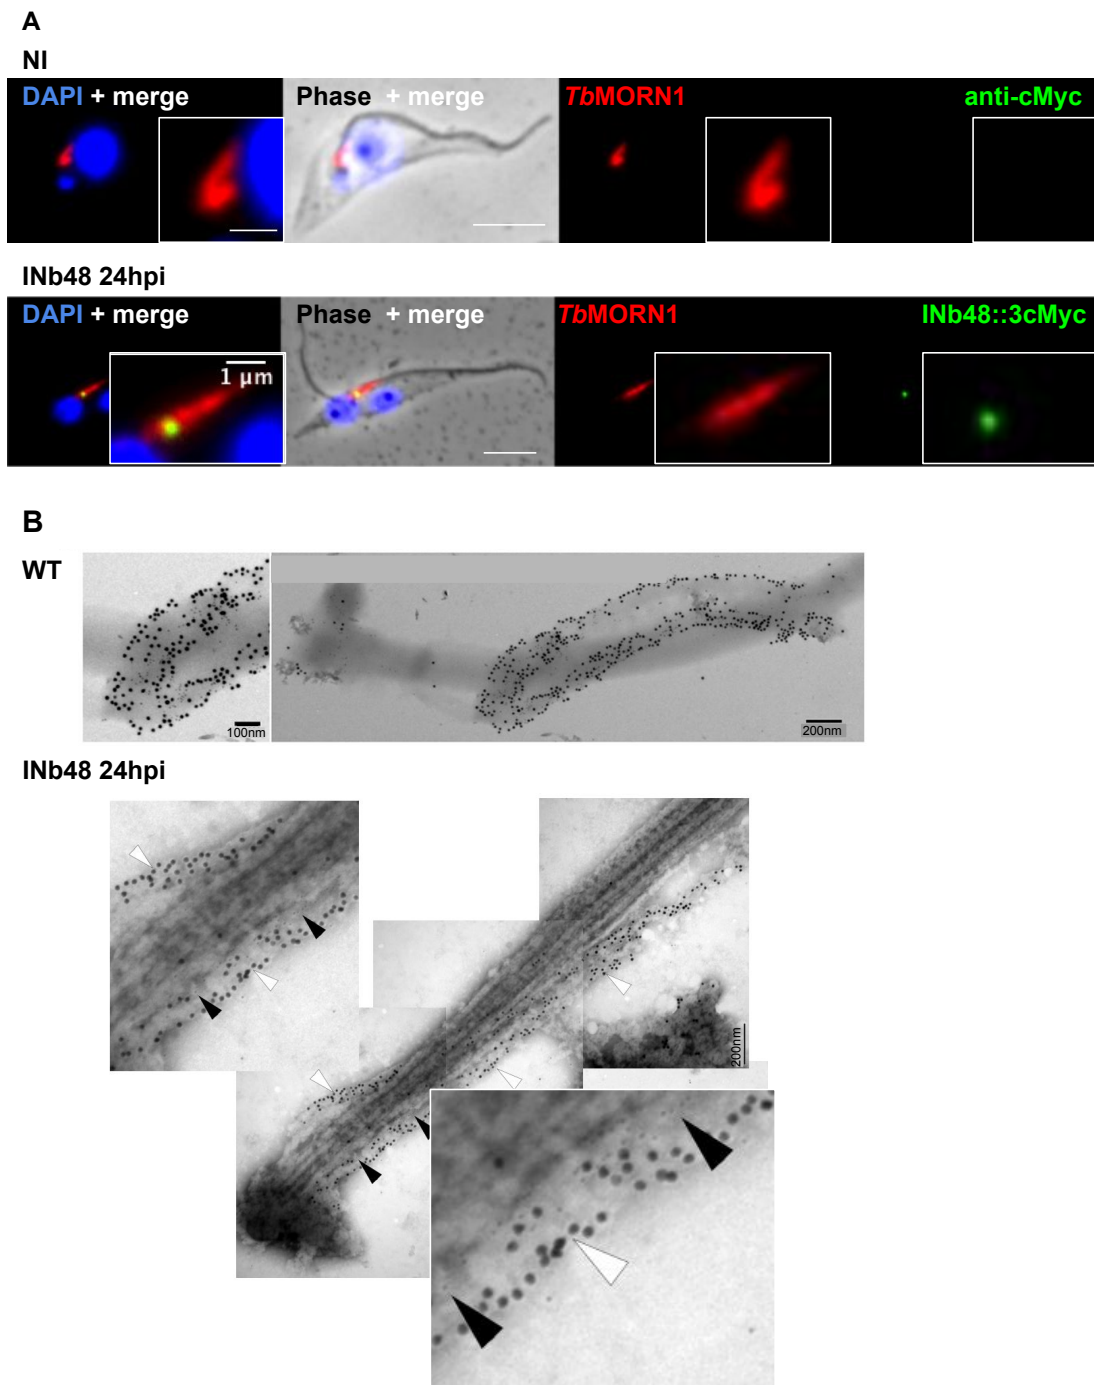 A
NI
DAPI + merge Phase + merge TbMORN1 anti-cMyc
INb48 24hpi
DAPI + merge Phase + merge TbMORN1 INb48::3cMyc
1 µm
B
WT
100nm 200nm
INb48 24hpi
200nm